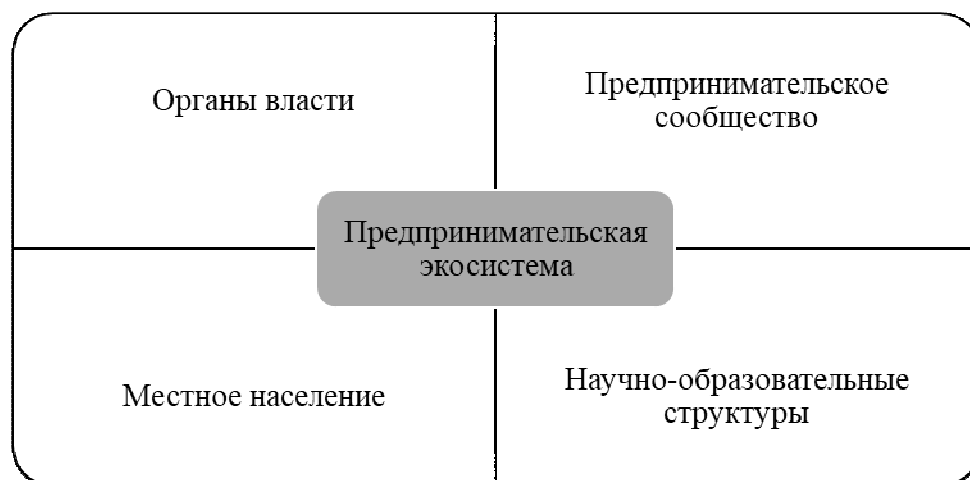 Органы власти
Предпринимательское
сообщество
Предпринимательская
экосистема
Местное население
Научно-образовательные
структуры